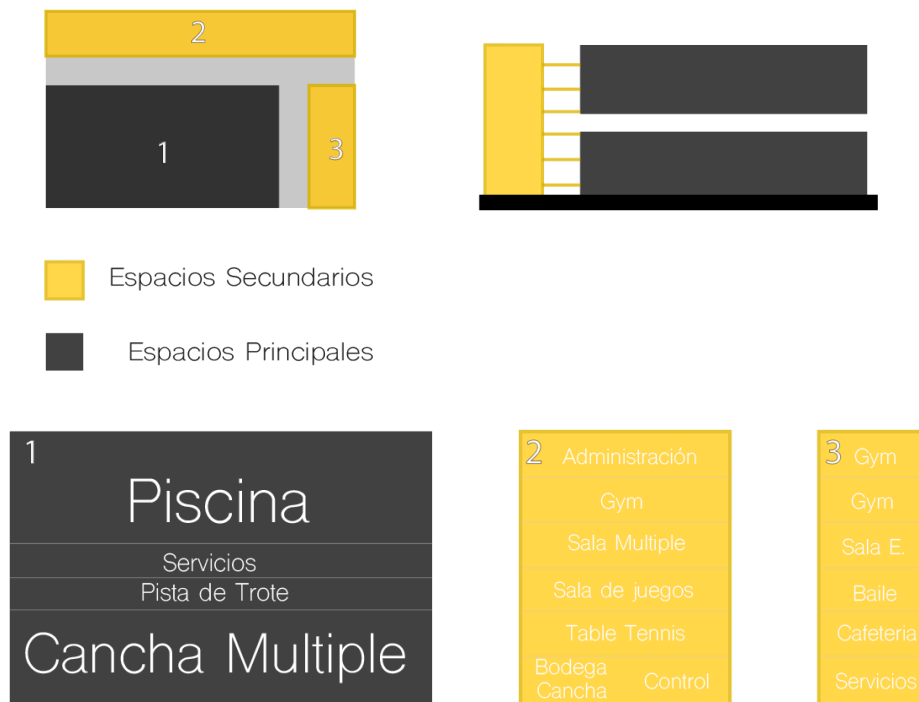 2
1
3
Espacios Secundarios
Espacios Principales
1
Piscina
Servicios
Pista de Trote
Cancha Multiple
2 Administración
Gym
Sala Multiple
Sala de juegos
Table Tennis
Bodega
Cancha
Control
3 Gym
Gym
Sala E.
Baile
Cafeteria
Servicios